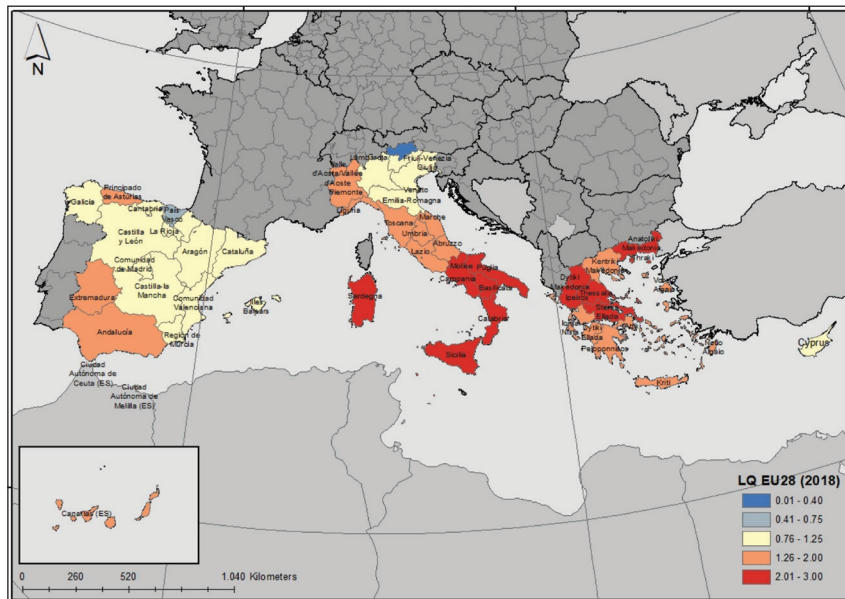 N
Galicia
Principado
de Asturias
Cantabria
País
Vasco
La Rioja
Castilla
y León
Aragón
Cataluña
Comunidad
de Madrid
Castilla-la
Mancha
Comunidad
Valenciana
Extremadura
Illes
Balears
Andalucía
Región de
Murcia
Ciudad
Autónoma de
Ceuta (ES)
Ciudad
Autónoma de
Melilla (ES)
Valle
d'Aosta/Vallée
d'Aoste
Piemonte
Lombardia
Friuli-Venezia
Giulia
Veneto
Emilia-Romagna
Liguria
Toscana
Marche
Umbria
Lazio
Abruzzo
Molise
Puglia
Campania
Basilicata
Calabria
Sardegna
Sicilia
Anatoliki
Makedonia,
Thraki
Kentriki
Makedonia
Dytiki
Makedonia
Ipeiros
Thessalia
Sterea
Ellada
Ionia
Nisia
Dytiki
Ellada
Peloponnisos
Notio
Aigaio
Kriti
Cyprus
Canarias (ES)
0 260 520 1.040 Kilometers
LQ EU28 (2018)
0.01 - 0.40
0.41 - 0.75
0.76 - 1.25
1.26 - 2.00
2.01 - 3.00